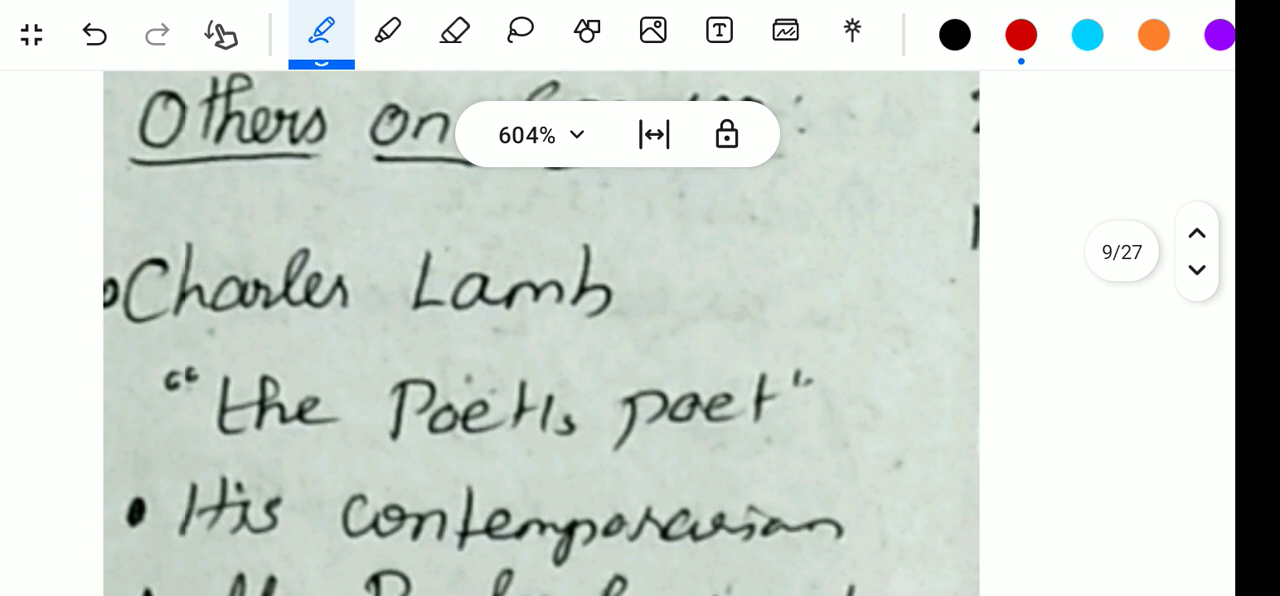 Others on
604%
Charles Lamb
9/27
"the Poet's poet"
• His contemporarian